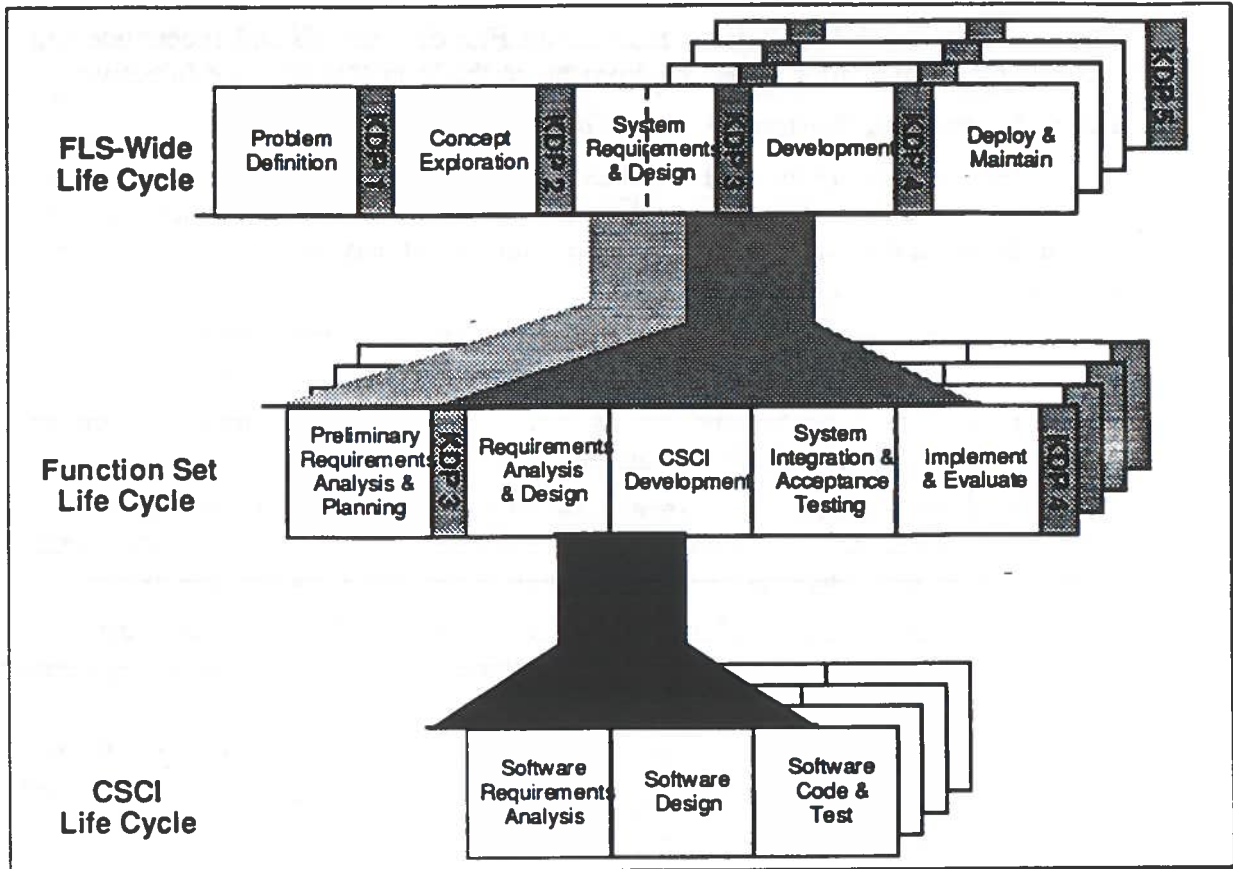 FLS-Wide
Life Cycle
Problem
Definition
KDP 1
Concept
Exploration
KDP 2
System
Requirements
& Design
KDP 3
Development
KDP 4
Deploy &
Maintain
KDP 5
Function Set
Life Cycle
Preliminary
Requirements
Analysis &
Planning
KDP 3
Requirements
Analysis
& Design
CSCI
Development
System
Integration &
Acceptance
Testing
Implement
& Evaluate
KDP 4
CSCI
Life Cycle
Software
Requirements
Analysis
Software
Design
Software
Code &
Test